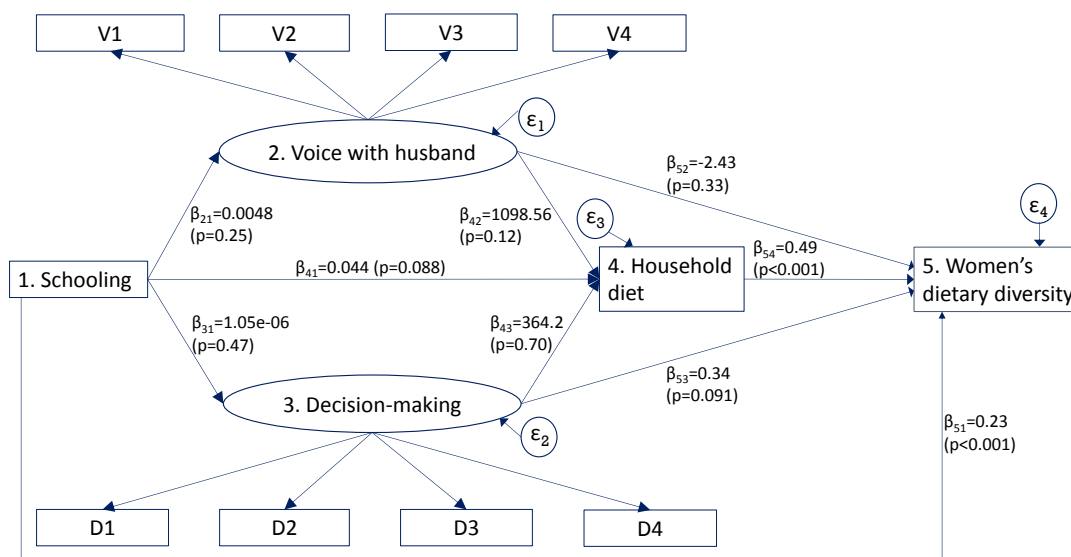 V1
V2
V3
V4
ε1
2. Voice with husband
β52=-2.43
(p=0.33)
β21=0.0048
(p=0.25)
β42=1098.56
(p=0.12)
ε3
ε4
β54=0.49
(p<0.001)
1. Schooling
β41=0.044 (p=0.088)
4. Household
diet
5. Women’s
dietary diversity
β31=1.05e-06
(p=0.47)
β43=364.2
(p=0.70)
β53=0.34
(p=0.091)
3. Decision-making
ε2
β51=0.23
(p<0.001)
D1
D2
D3
D4